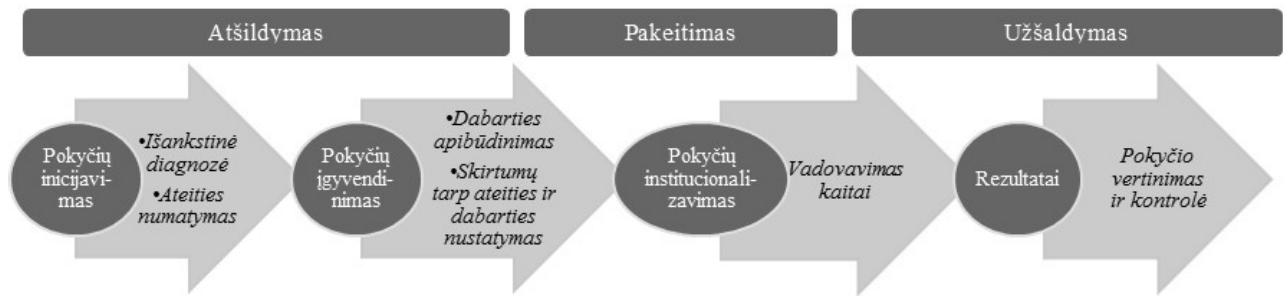 Atšildymas
Pakeitimas
Užšaldymas
Pokyčių
inicijavi-
mas
•Išankstinė
diagnozė
•Ateities
numatymas
Pokyčių
įgyvendi-
nimas
•Dabarties
apibūdinimas
•Skirtumų
tarp ateities ir
dabarties
nustatymas
Pokyčių
institucionali-
zavimas
Vadovavimas
kaitai
Rezultatai
Pokyčio
vertinimas
ir kontrolė